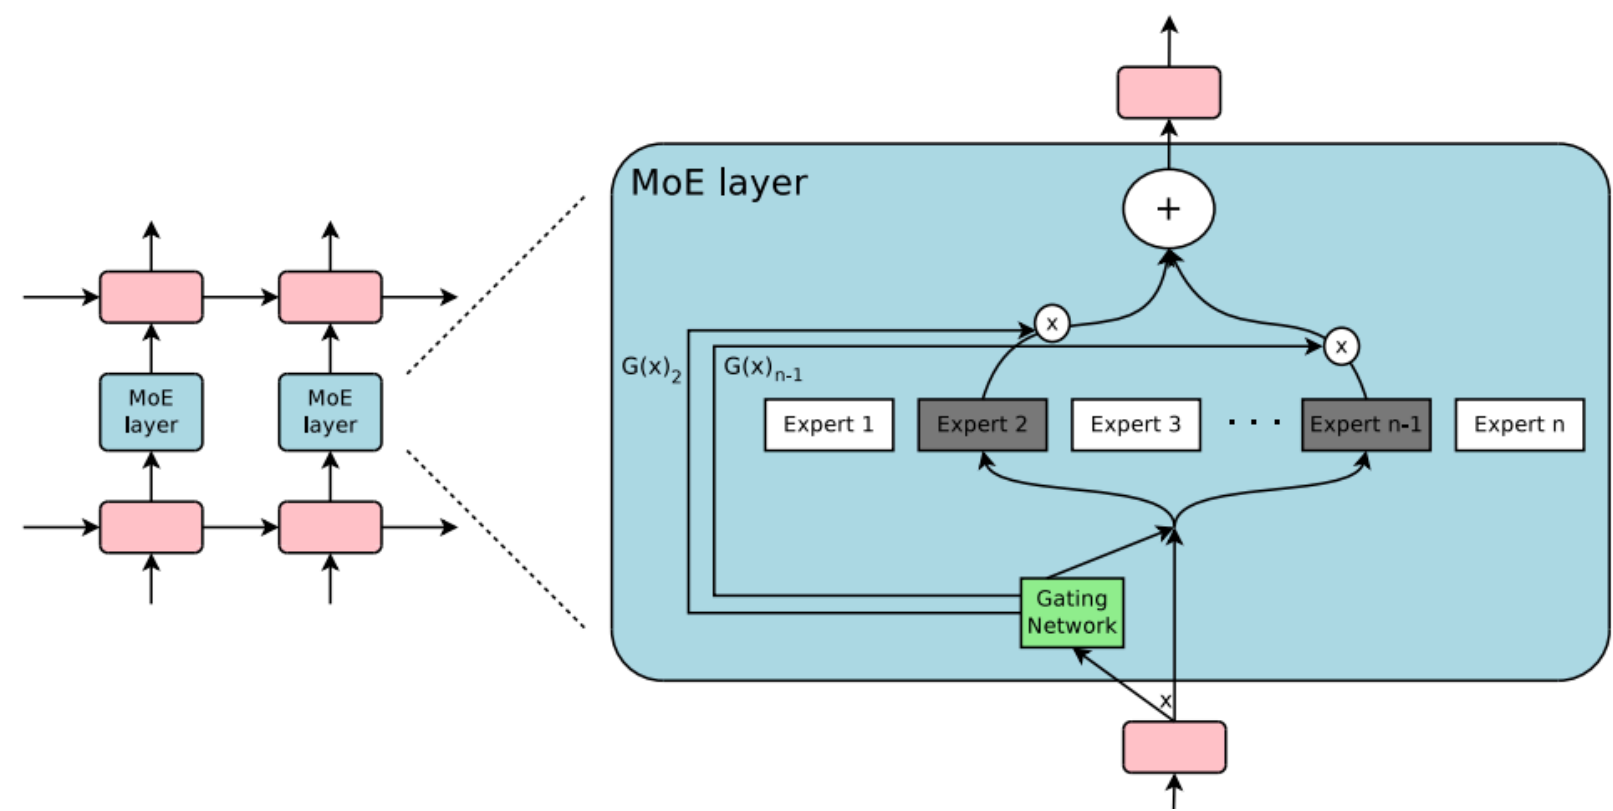 MoE layer
+
x
x
G(x)2
G(x)n-1
MoE
layer
MoE
layer
Expert 1
Expert 2
Expert 3
. . .
Expert n-1
Expert n
Gating
Network
x